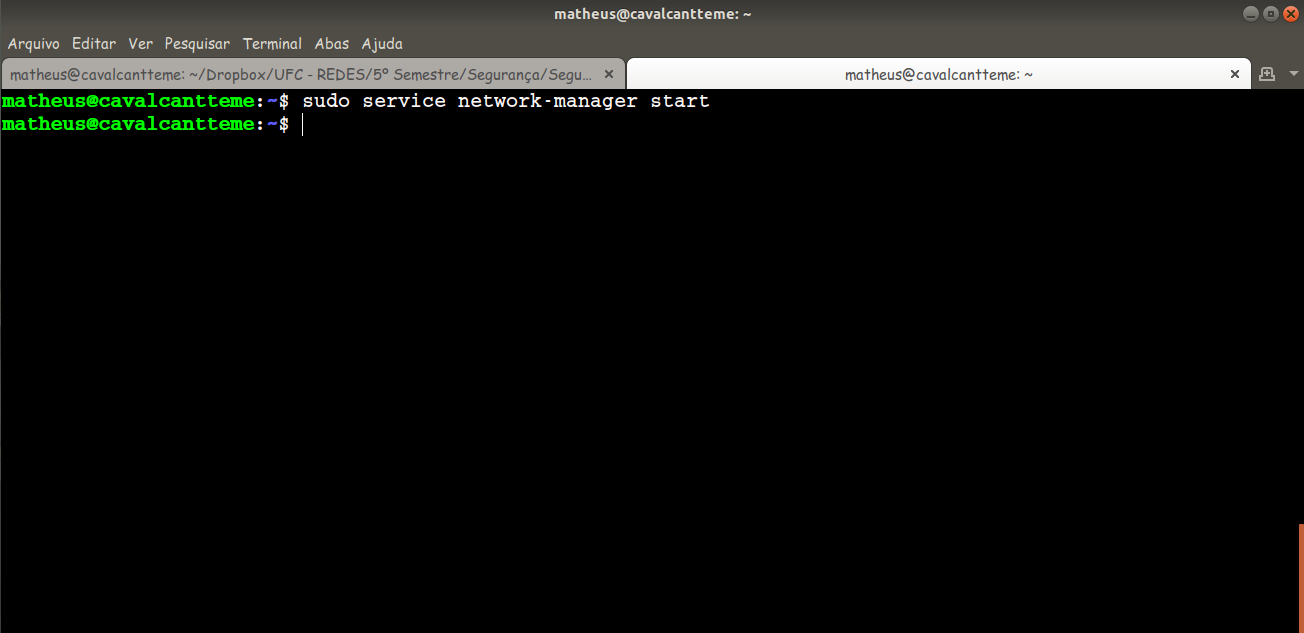 matheus@cavalcantteme: ~
Arquivo Editar Ver Pesquisar Terminal Abas Ajuda
matheus@cavalcantteme: ~/Dropbox/UFC - REDES/5º Semestre/Segurança/Segu... matheus@cavalcantteme: ~
matheus@cavalcantteme:~$ sudo service network-manager start
matheus@cavalcantteme:~$